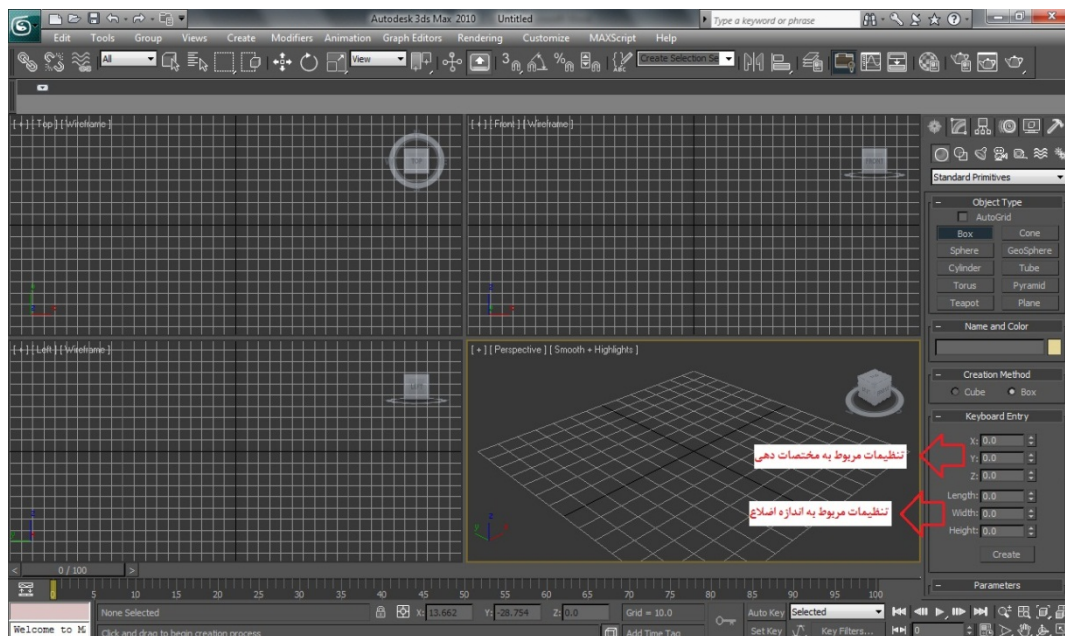 Autodesk 3ds Max 2010 Untitled
Type a keyword or phrase
Edit Tools Group Views Create Modifiers Animation Graph Editors Rendering Customize MAXScript Help
All
View
Create Selection Se
[ + ] [ Top ] [ Wireframe ]
TOP
[ + ] [ Front ] [ Wireframe ]
FRONT
[ + ] [ Left ] [ Wireframe ]
LEFT
[ + ] [ Perspective ] [ Smooth + Highlights ]
تنظیمات مربوط به مختصات دهی
تنظیمات مربوط به اندازه اضلاع
Standard Primitives
Object Type
AutoGrid
Box Cone
Sphere GeoSphere
Cylinder Tube
Torus Pyramid
Teapot Plane
Name and Color
Creation Method
Cube Box
Keyboard Entry
X: 0.0
Y: 0.0
Z: 0.0
Length: 0.0
Width: 0.0
Height: 0.0
Create
Parameters
< 0 / 100 >
0 5 10 15 20 25 30 35 40 45 50 55 60 65 70 75 80 85 90 95 100
None Selected X: 13.662 Y: -28.754 Z: 0.0 Grid = 10.0 Auto Key Selected
Welcome to M Click and drag to begin creation process Add Time Tag Set Key Key Filters... 0